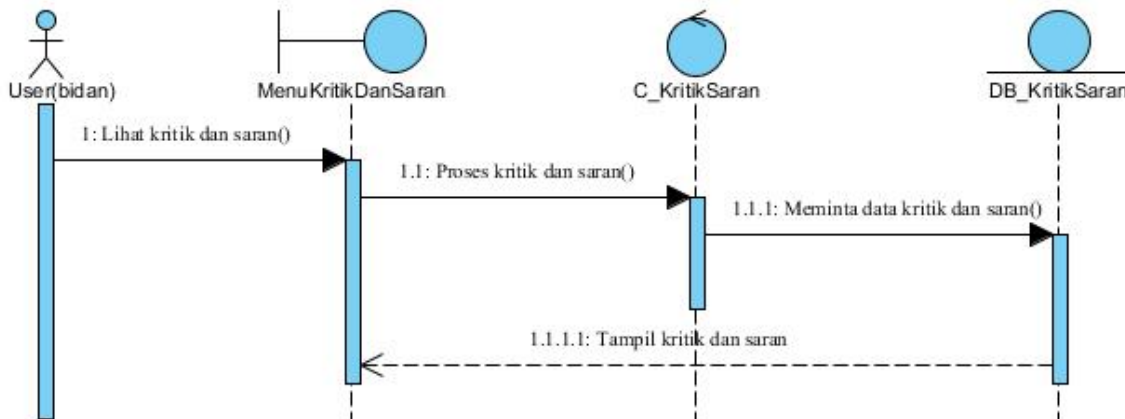 User(bidan)
MenuKritikDanSaran
C_KritikSaran
DB_KritikSaran
1: Lihat kritik dan saran()
1.1: Proses kritik dan saran()
1.1.1: Meminta data kritik dan saran()
1.1.1.1: Tampil kritik dan saran